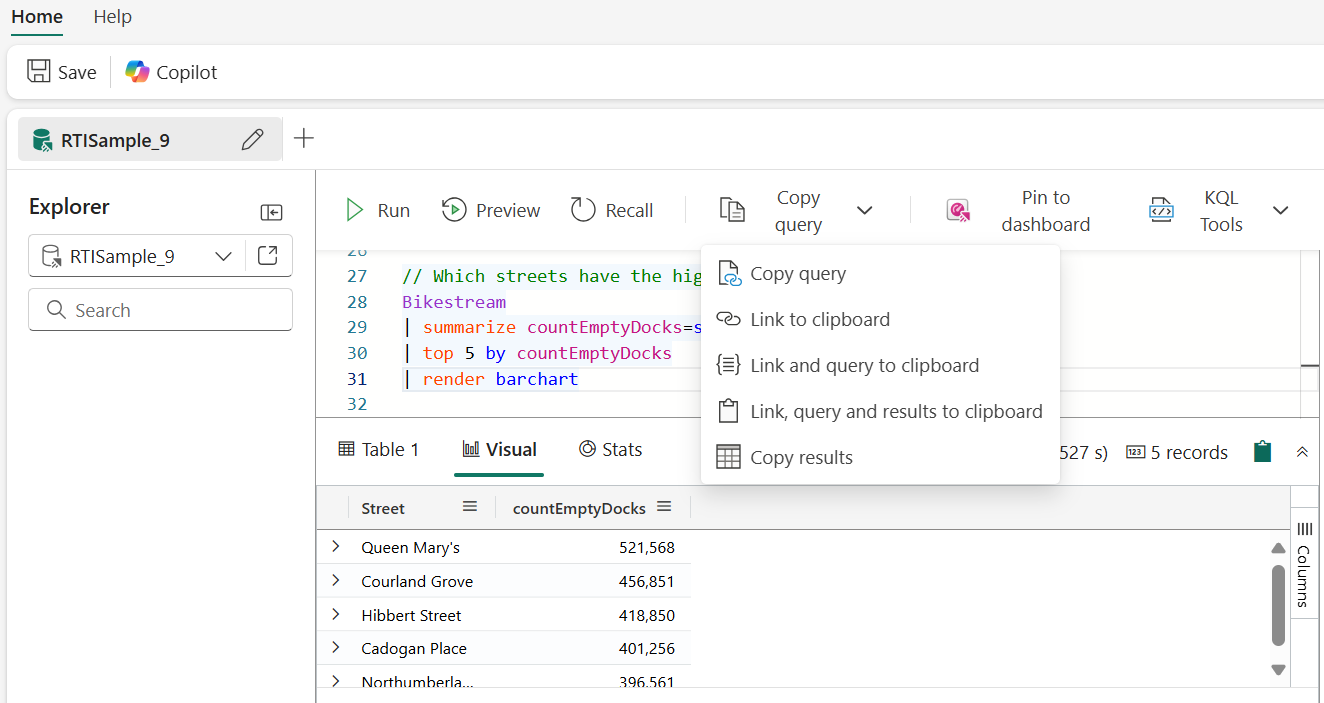 Home Help
Save Copilot
RTISample_9
Explorer
RTISample_9
Search
Run Preview Recall Copy query Pin to dashboard KQL Tools
Copy query
Link to clipboard
Link and query to clipboard
Link, query and results to clipboard
Copy results
26
27 // Which streets have the hig
28 Bikestream
29 | summarize countEmptyDocks=s
30 | top 5 by countEmptyDocks
31 | render barchart
32
Table 1 Visual Stats 527 s) 123 5 records
Street countEmptyDocks
Queen Mary's 521,568
Courland Grove 456,851
Hibbert Street 418,850
Cadogan Place 401,256
Northumberla... 396,561
Columns